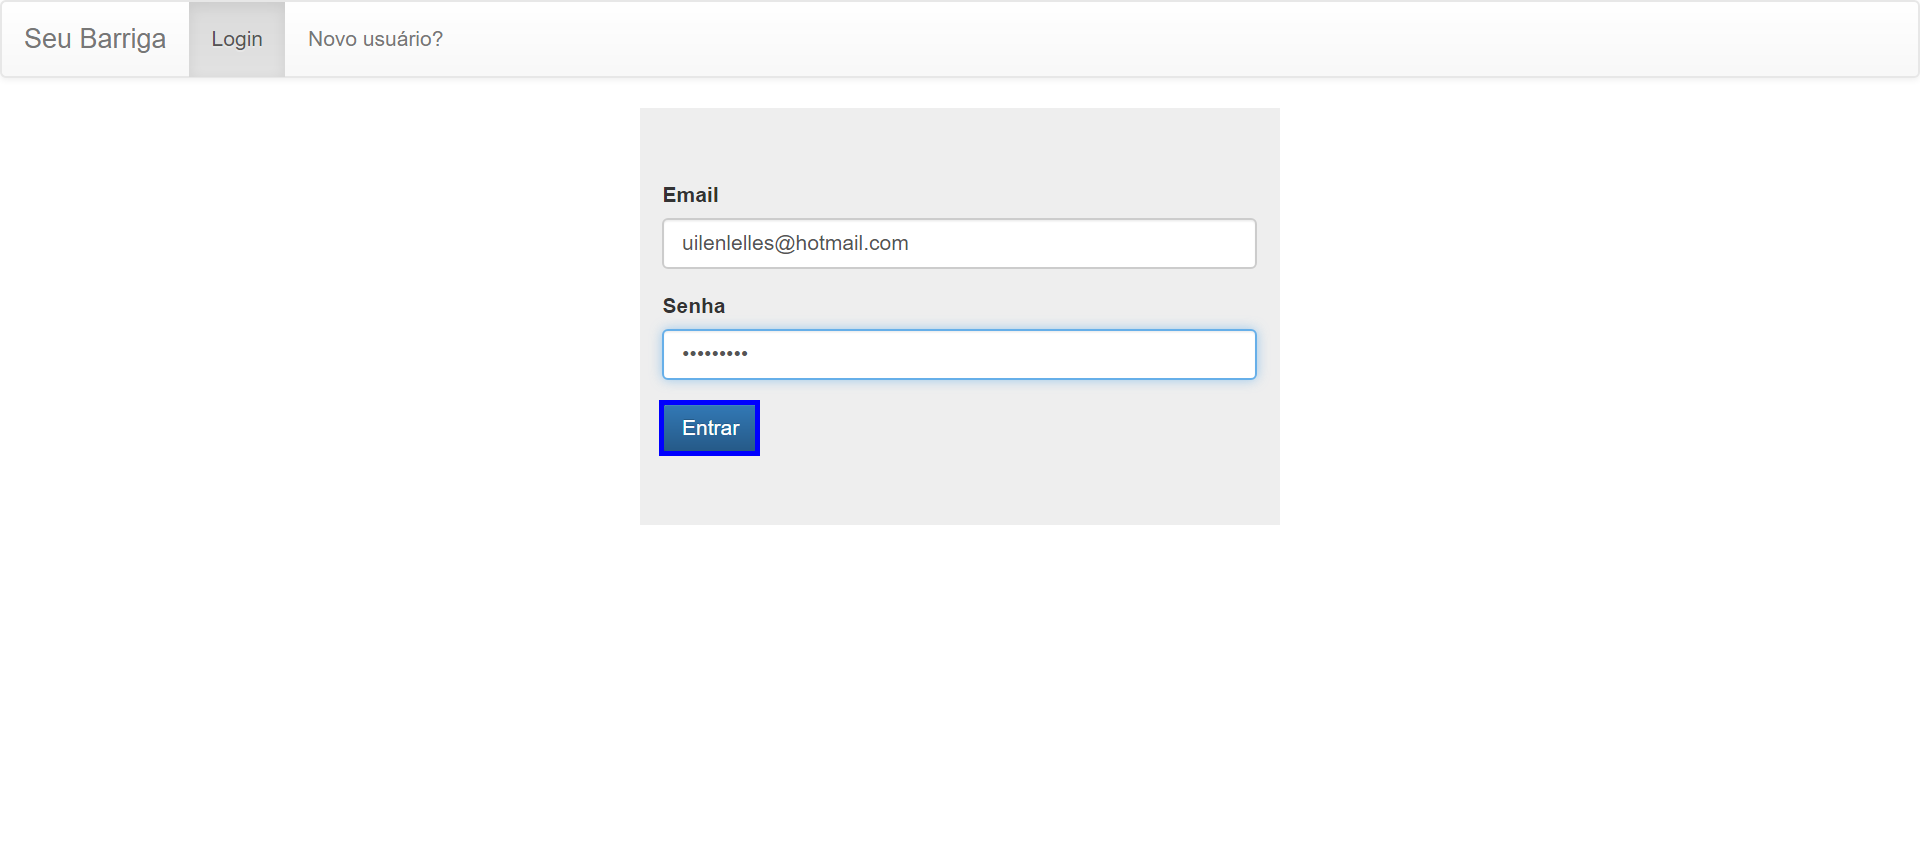 Seu Barriga Login Novo usuário?
Email
uilenlelles@hotmail.com
Senha
•••••••••
Entrar